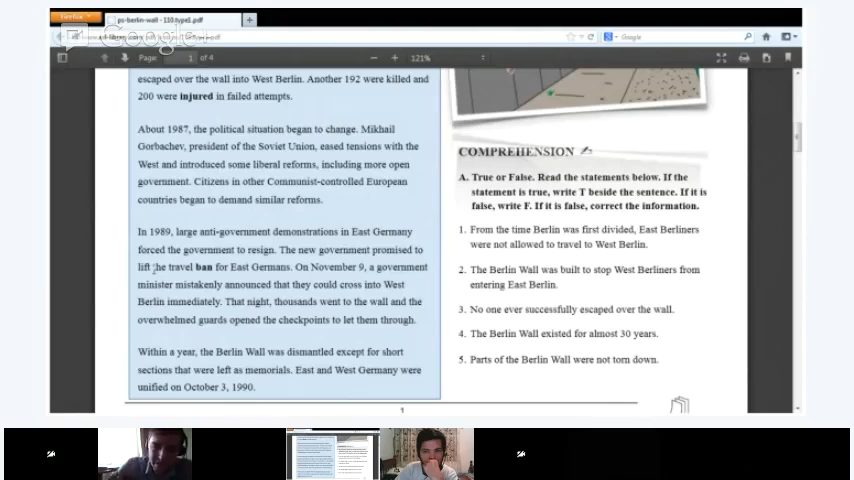 Firefox
ps-berlin-wall - 110.type1.pdf
Google+
Google
Page:
1
of 4
121%
escaped over the wall into West Berlin. Another 192 were killed and
200 were injured in failed attempts.
About 1987, the political situation began to change. Mikhail
Gorbachev, president of the Soviet Union, eased tensions with the
West and introduced some liberal reforms, including more open
government. Citizens in other Communist-controlled European
countries began to demand similar reforms.
In 1989, large anti-government demonstrations in East Germany
forced the government to resign. The new government promised to
lift the travel ban for East Germans. On November 9, a government
minister mistakenly announced that they could cross into West
Berlin immediately. That night, thousands went to the wall and the
overwhelmed guards opened the checkpoints to let them through.
Within a year, the Berlin Wall was dismantled except for short
sections that were left as memorials. East and West Germany were
unified on October 3, 1990.
COMPREHENSION
A. True or False. Read the statements below. If the
statement is true, write T beside the sentence. If it is
false, write F. If it is false, correct the information.
1. From the time Berlin was first divided, East Berliners
were not allowed to travel to West Berlin.
2. The Berlin Wall was built to stop West Berliners from
entering East Berlin.
3. No one ever successfully escaped over the wall.
4. The Berlin Wall existed for almost 30 years.
5. Parts of the Berlin Wall were not torn down.
1